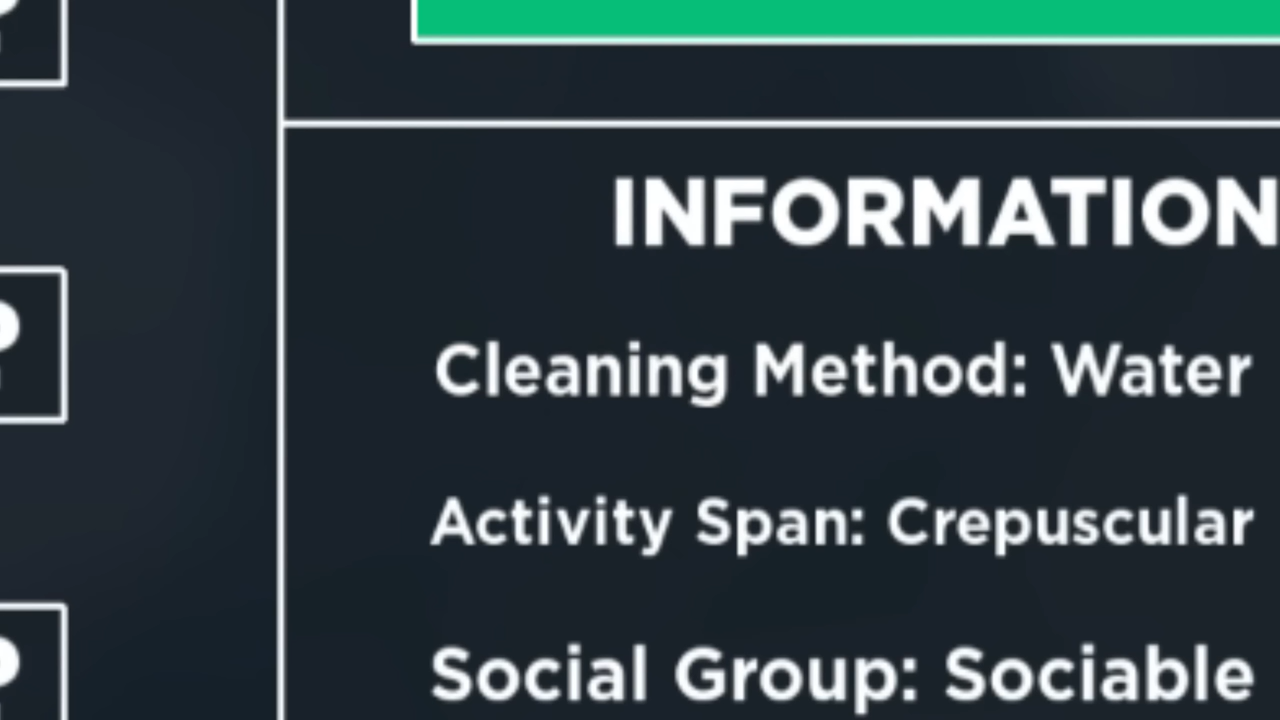 INFORMATION
Cleaning Method: Water
Activity Span: Crepuscular
Social Group: Sociable